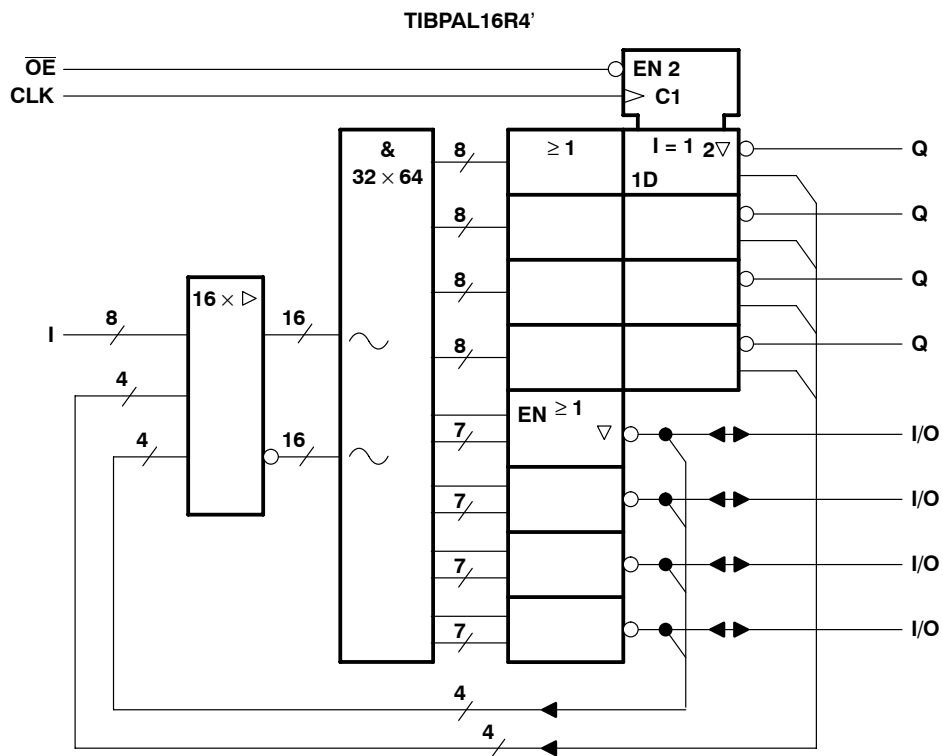 TIBPAL16R4’
OE
EN 2
CLK
C1
&
32 × 64
8
≥ 1
I = 1 2▽
Q
1D
8
Q
8
Q
16 × ▷
I
8
16
8
Q
4
EN ≥ 1
▽
7
I/O
4
16
7
I/O
7
I/O
7
I/O
4
4